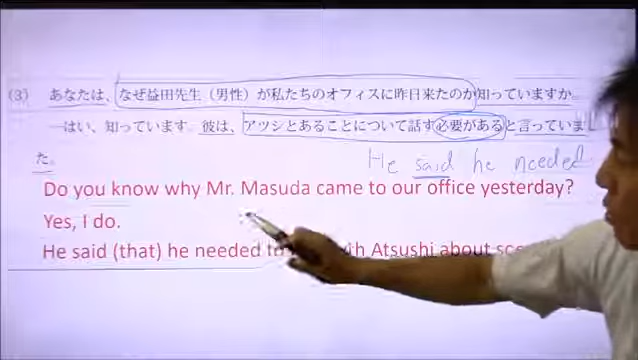 (3) あなたは、なぜ益田先生（男性）が私たちのオフィスに昨日来たのか知っていますか。
—はい、知っています。彼は、アツシとあることについて話す必要があると言っていまし
た。
He said he needed
Do you know why Mr. Masuda came to our office yesterday?
Yes, I do.
He said (that) he needed to Atsushi about